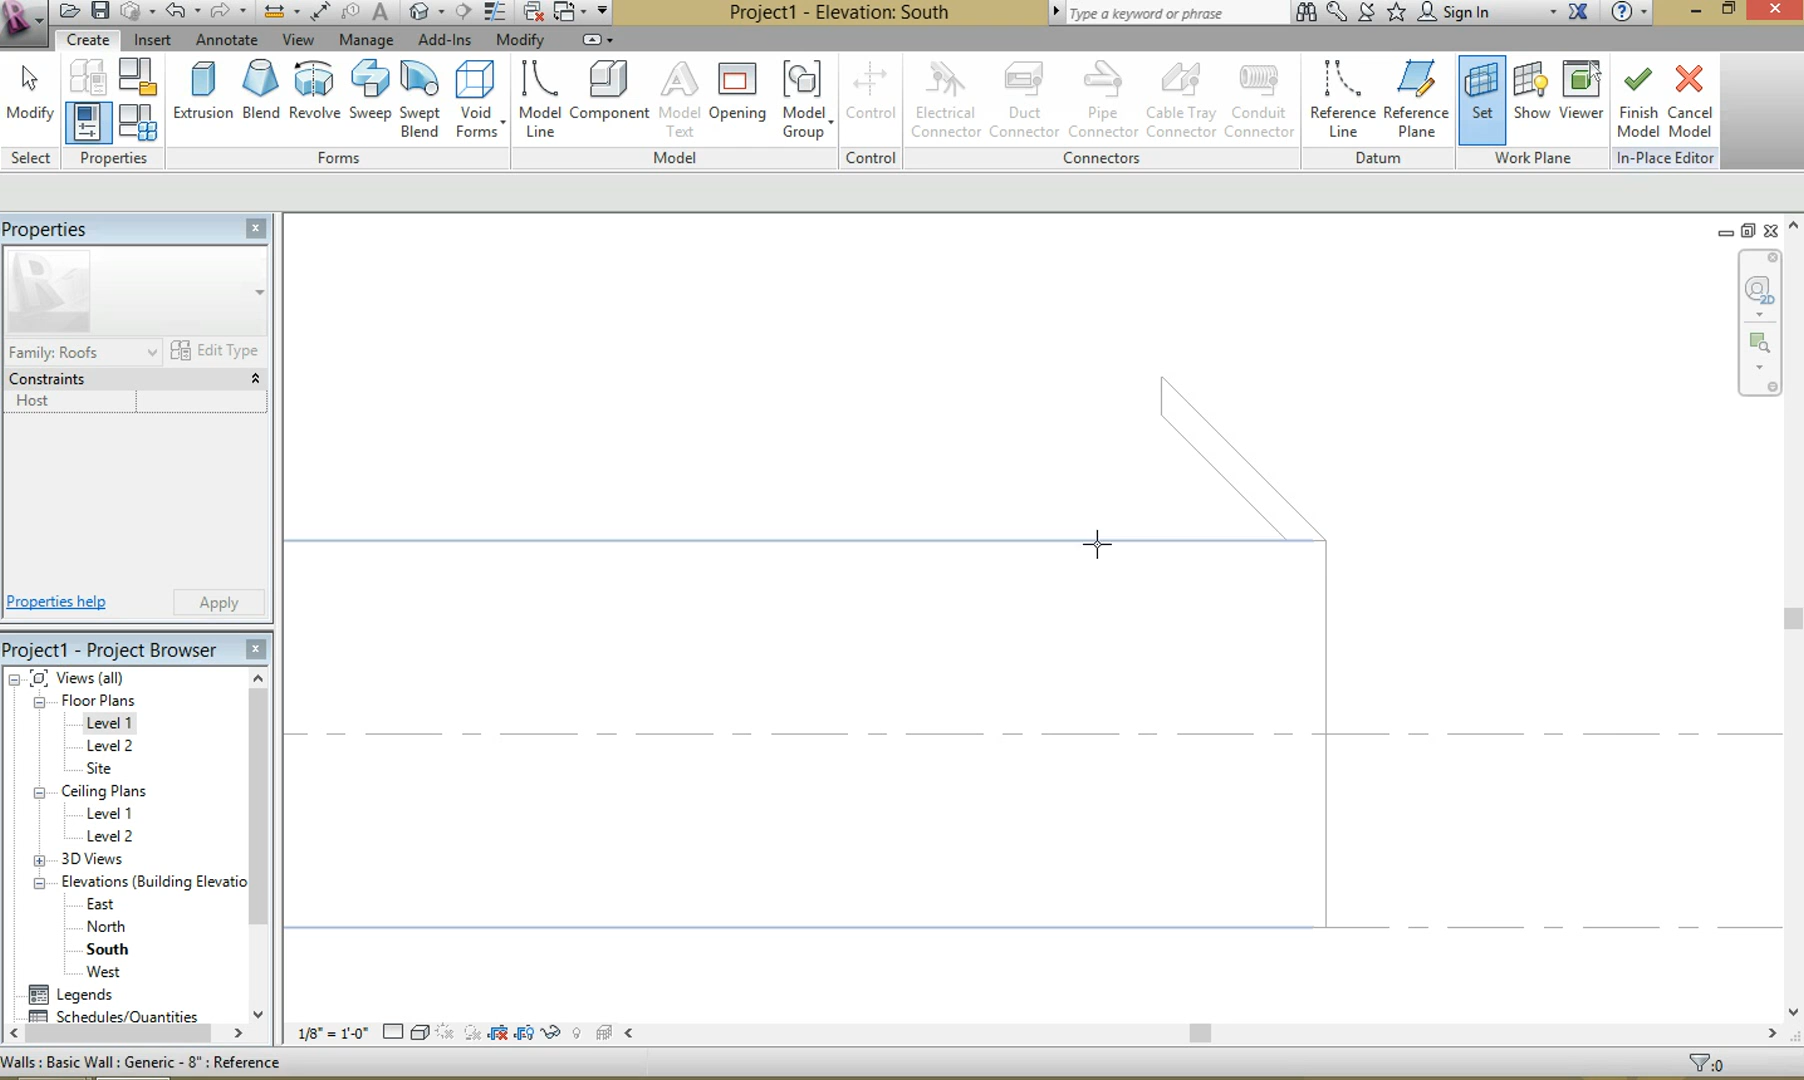 Project1 - Elevation: South
Type a keyword or phrase
Sign In
Create Insert Annotate View Manage Add-Ins Modify
Modify
Extrusion Blend Revolve Sweep Swept Blend Void Forms
Model Line Component Model Text Opening Model Group
Control
Electrical Connector Duct Connector Pipe Connector Cable Tray Connector Conduit Connector
Reference Line Reference Plane
Set Show Viewer
Finish Model Cancel Model
Select Properties Forms Model Control Connectors Datum Work Plane In-Place Editor
Properties
Family: Roofs
Edit Type
Constraints
Host
Properties help
Apply
Project1 - Project Browser
Views (all)
Floor Plans
Level 1
Level 2
Site
Ceiling Plans
Level 1
Level 2
3D Views
Elevations (Building Elevatio
East
North
South
West
Legends
Schedules/Quantities
2D
1/8" = 1'-0"
Walls : Basic Wall : Generic - 8" : Reference
:0